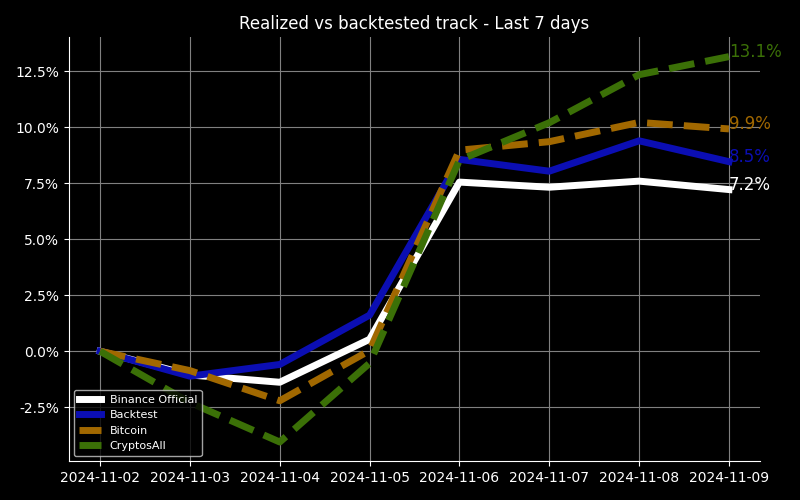 Realized vs backtested track - Last 7 days
13.1%
12.5%
10.0%
9.9%
8.5%
7.5%
7.2%
5.0%
2.5%
0.0%
-2.5%
Binance Official
Backtest
Bitcoin
CryptosAll
2024-11-02 2024-11-03 2024-11-04 2024-11-05 2024-11-06 2024-11-07 2024-11-08 2024-11-09